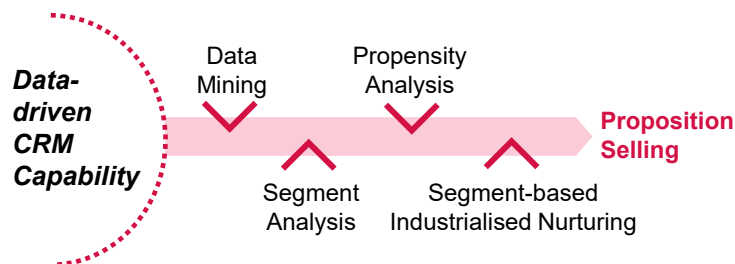 Data-
driven
CRM
Capability
Data
Mining
Segment
Analysis
Propensity
Analysis
Segment-based
Industrialised Nurturing
Proposition
Selling